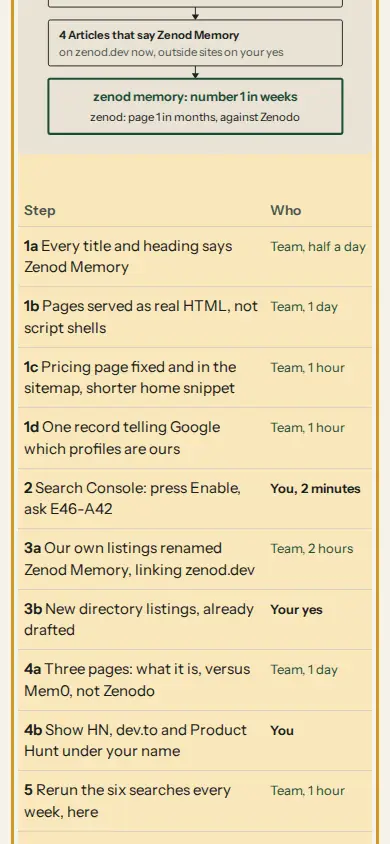 4 Articles that say Zenod Memory
on zenod.dev now, outside sites on your yes
zenod memory: number 1 in weeks
zenod: page 1 in months, against Zenodo
Step Who
1a Every title and heading says Team, half a day
Zenod Memory
1b Pages served as real HTML, not Team, 1 day
script shells
1c Pricing page fixed and in the Team, 1 hour
sitemap, shorter home snippet
1d One record telling Google Team, 1 hour
which profiles are ours
2 Search Console: press Enable, You, 2 minutes
ask E46-A42
3a Our own listings renamed Team, 2 hours
Zenod Memory, linking zenod.dev
3b New directory listings, already Your yes
drafted
4a Three pages: what it is, versus Team, 1 day
Mem0, not Zenodo
4b Show HN, dev.to and Product You
Hunt under your name
5 Rerun the six searches every Team, 1 hour
week, here